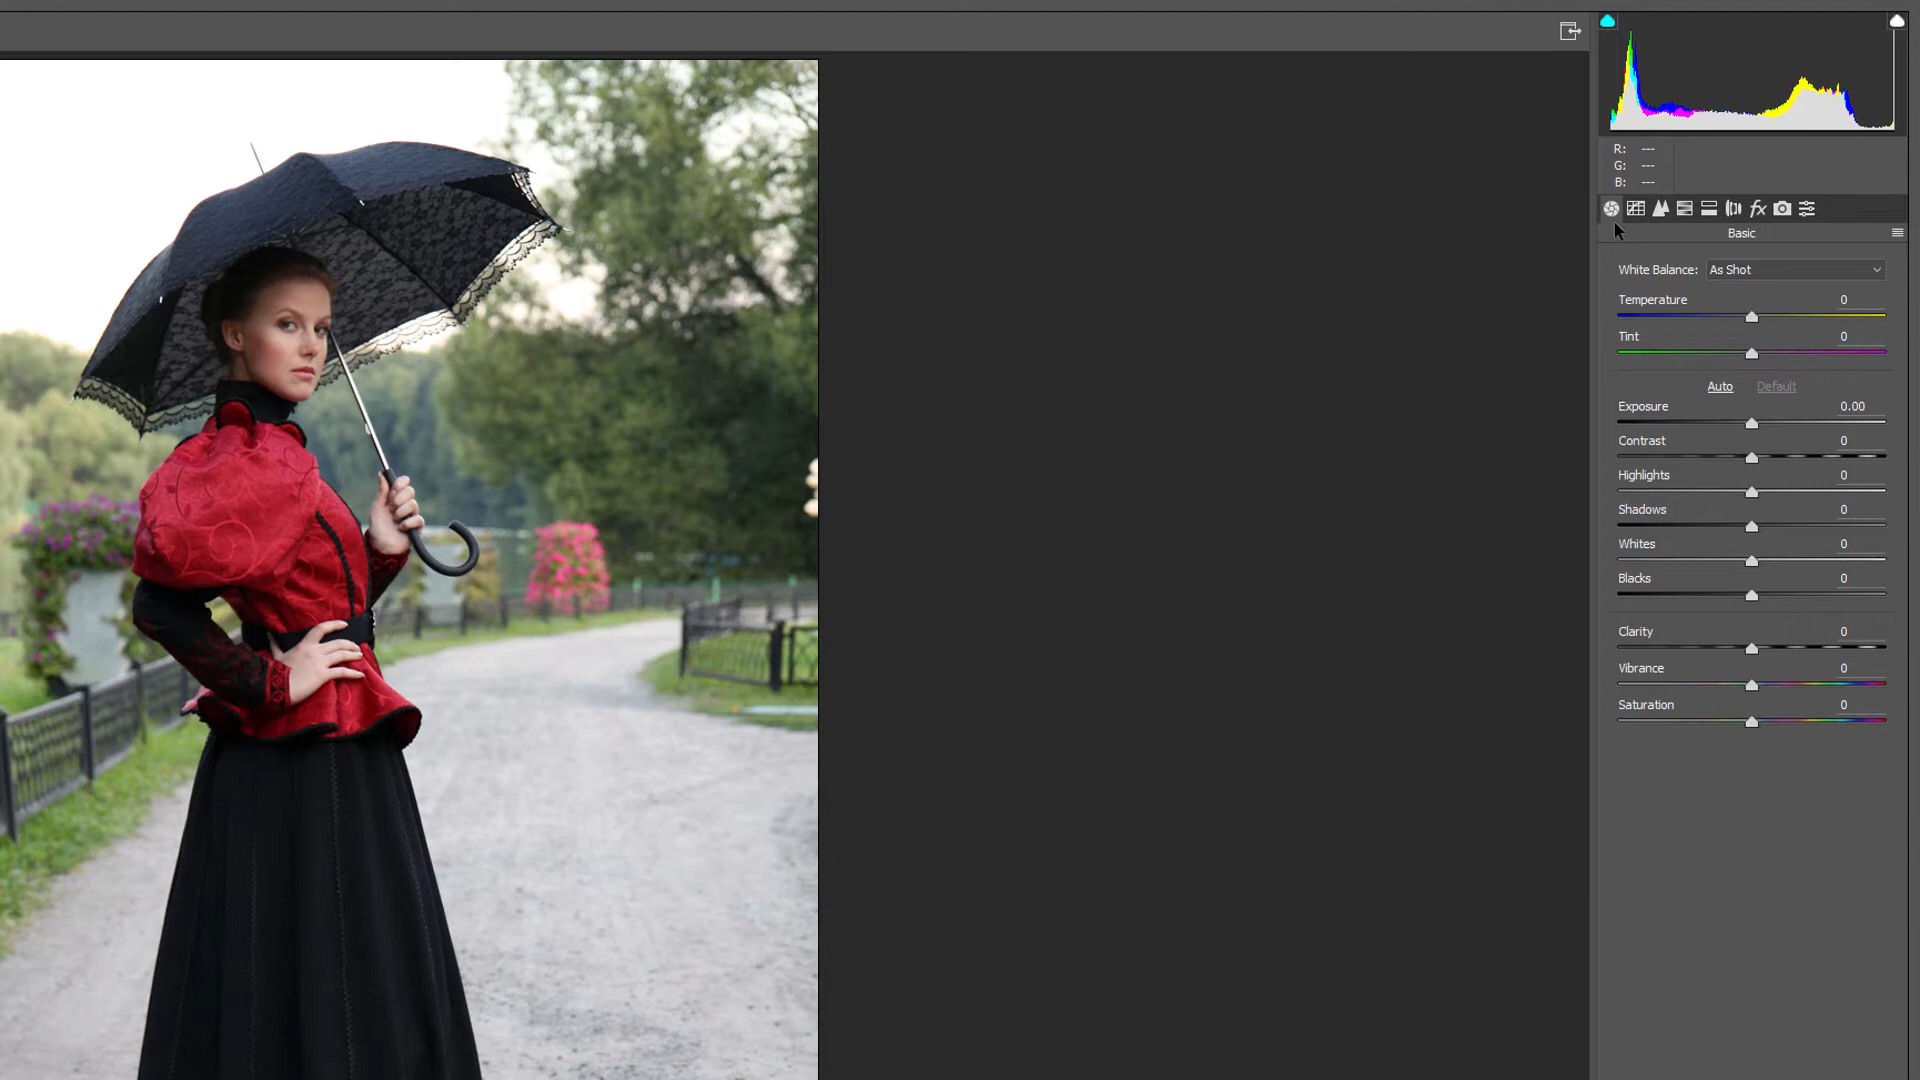 R: ---
G: ---
B: ---
fx
Basic
White Balance: As Shot
Temperature 0
Tint 0
Auto Default
Exposure 0.00
Contrast 0
Highlights 0
Shadows 0
Whites 0
Blacks 0
Clarity 0
Vibrance 0
Saturation 0